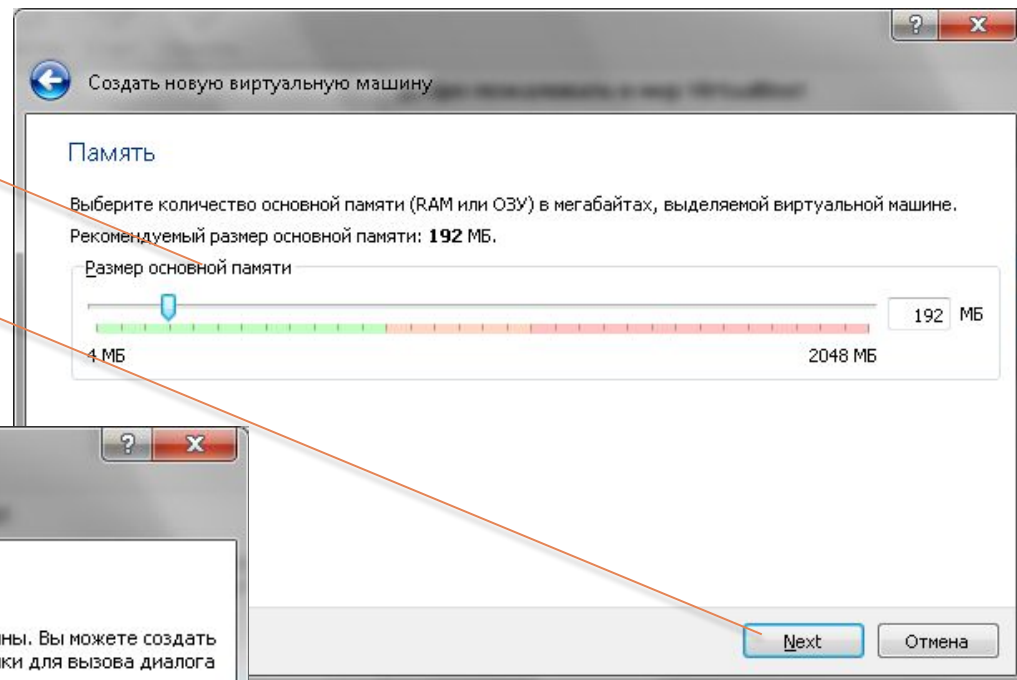 Создать новую виртуальную машину
Память
Выберите количество основной памяти (RAM или ОЗУ) в мегабайтах, выделяемой виртуальной машине.
Рекомендуемый размер основной памяти: 192 МБ.
Размер основной памяти
192 МБ
4 МБ 2048 МБ
Next Отмена
ны. Вы можете создать
ки для вызова диалога